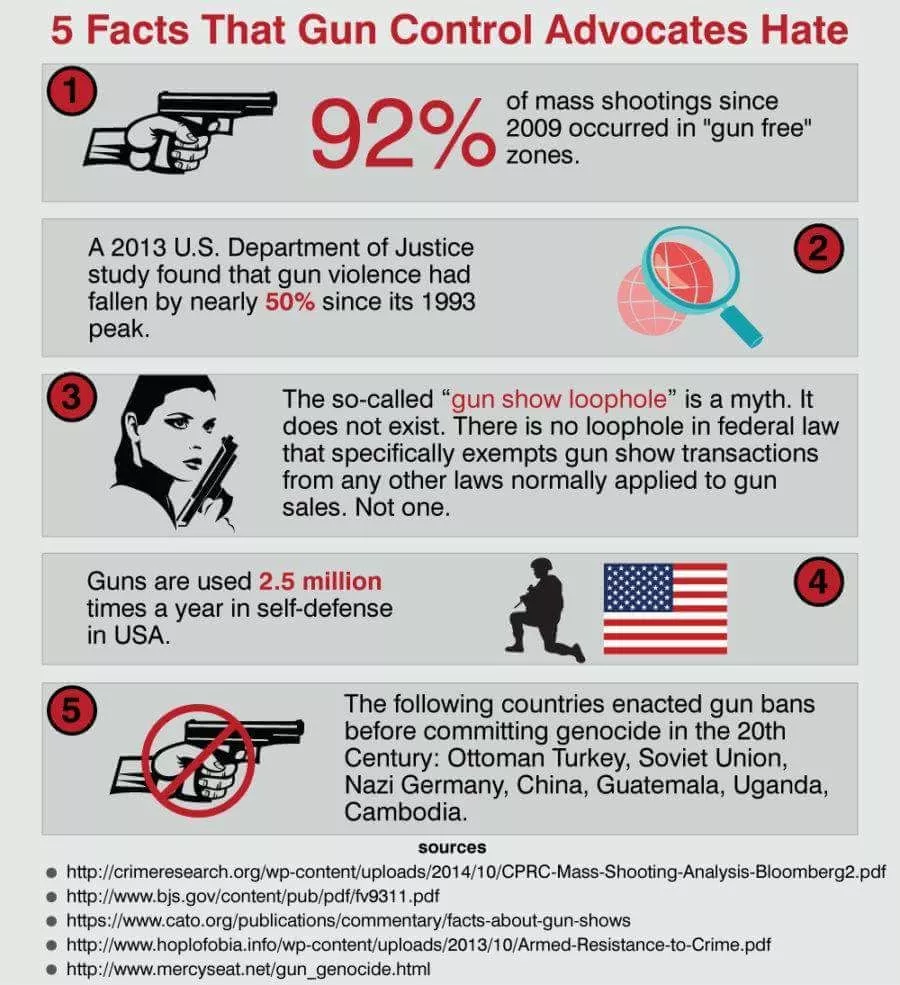 5 Facts That Gun Control Advocates Hate
1
92%
of mass shootings since
2009 occurred in "gun free"
zones.
2
A 2013 U.S. Department of Justice
study found that gun violence had
fallen by nearly 50% since its 1993
peak.
3
The so-called “gun show loophole” is a myth. It
does not exist. There is no loophole in federal law
that specifically exempts gun show transactions
from any other laws normally applied to gun
sales. Not one.
4
Guns are used 2.5 million
times a year in self-defense
in USA.
5
The following countries enacted gun bans
before committing genocide in the 20th
Century: Ottoman Turkey, Soviet Union,
Nazi Germany, China, Guatemala, Uganda,
Cambodia.
sources
● http://crimeresearch.org/wp-content/uploads/2014/10/CPRC-Mass-Shooting-Analysis-Bloomberg2.pdf
● http://www.bjs.gov/content/pub/pdf/fv9311.pdf
● https://www.cato.org/publications/commentary/facts-about-gun-shows
● http://www.hoplofobia.info/wp-content/uploads/2013/10/Armed-Resistance-to-Crime.pdf
● http://www.mercyseat.net/gun_genocide.html